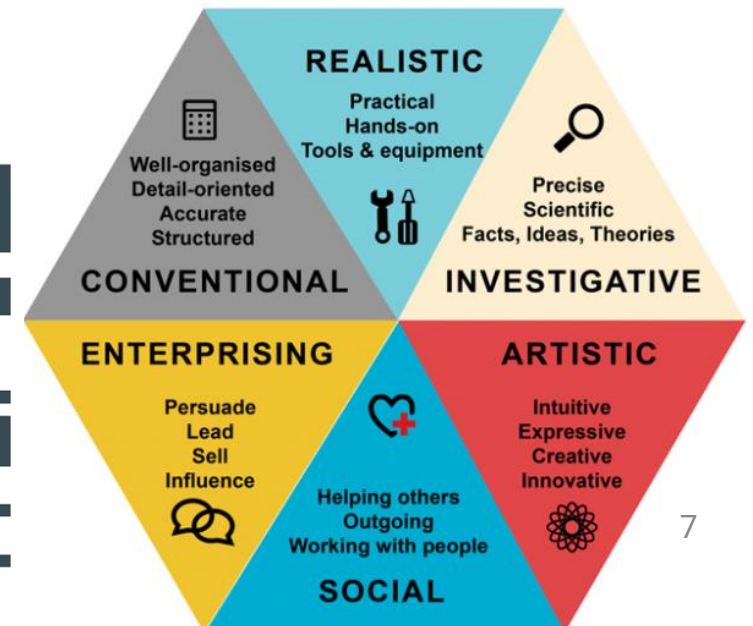 REALISTIC
Practical
Hands-on
Tools & equipment
Well-organised
Detail-oriented
Accurate
Structured
CONVENTIONAL
Precise
Scientific
Facts, Ideas, Theories
INVESTIGATIVE
ENTERPRISING
Persuade
Lead
Sell
Influence
Helping others
Outgoing
Working with people
SOCIAL
ARTISTIC
Intuitive
Expressive
Creative
Innovative
7